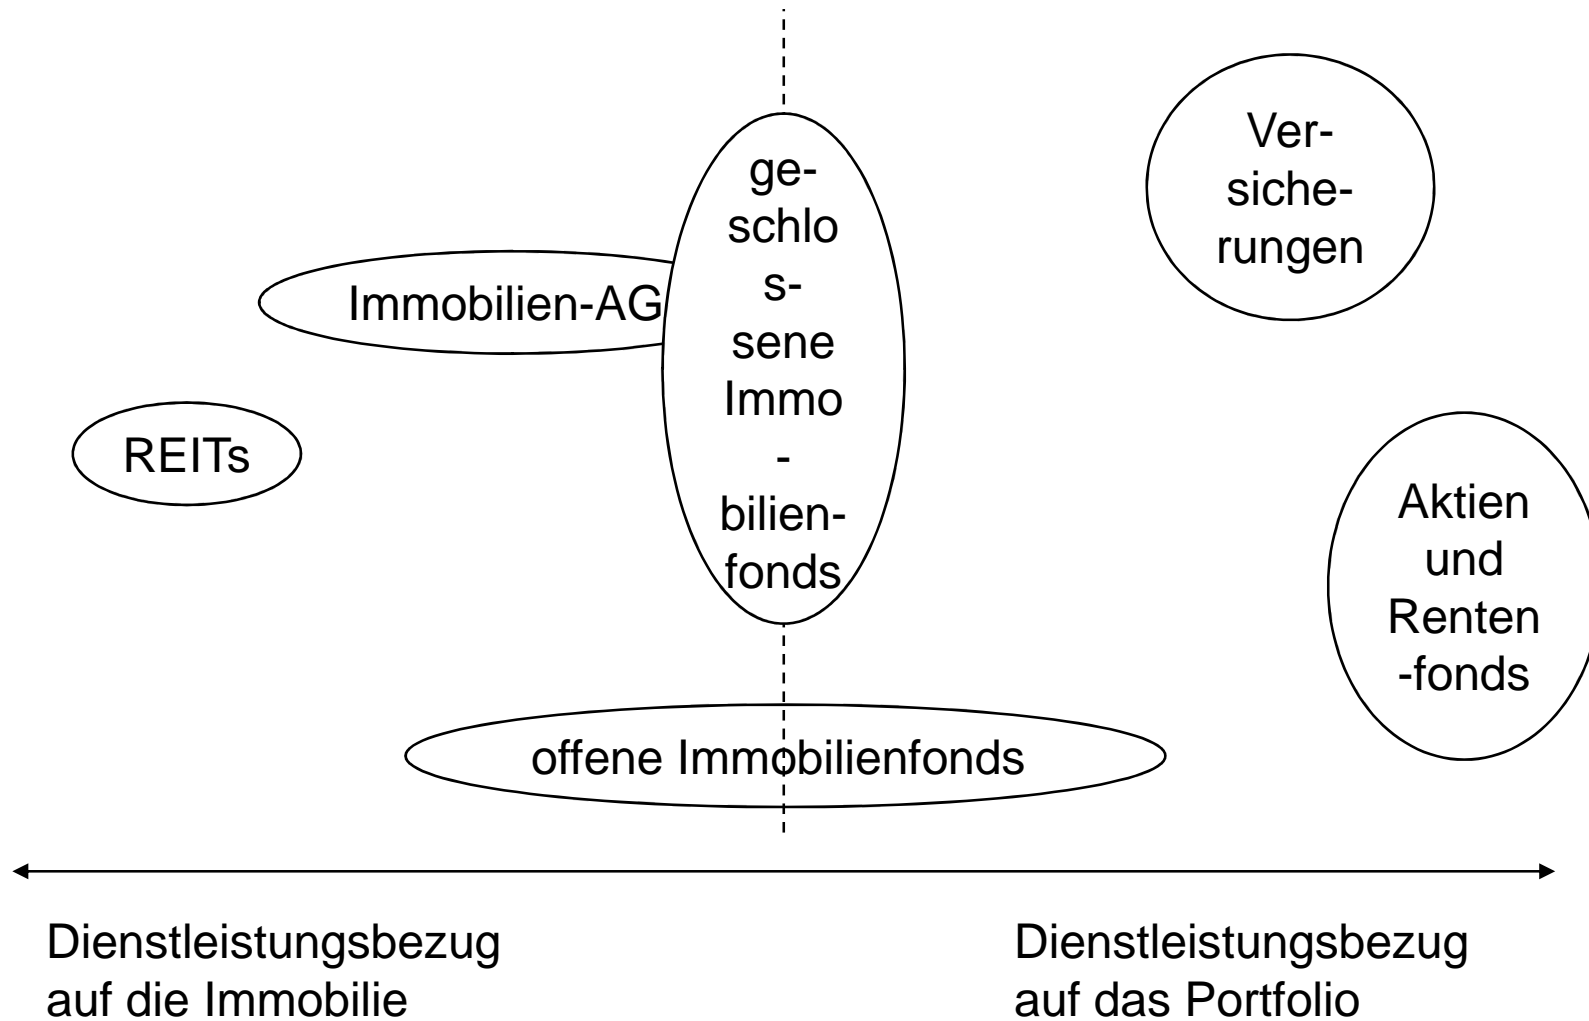 ge-
schlo
s-
sene
Immo
-
bilien-
fonds
Ver-
siche-
rungen
Immobilien-AG
REITs
Aktien
und
Renten
-fonds
offene Immobilienfonds
Dienstleistungsbezug
auf die Immobilie
Dienstleistungsbezug
auf das Portfolio